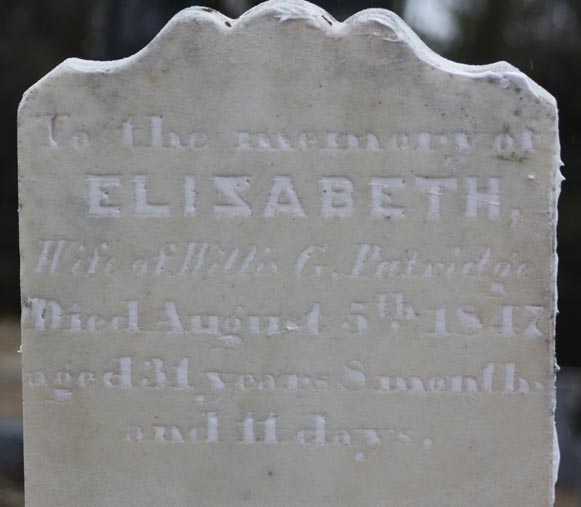 To the memory of
ELIZABETH,
Wife of Willis G. Patridge
Died August 5th. 1847
aged 31 years 8 months
and 11 days.